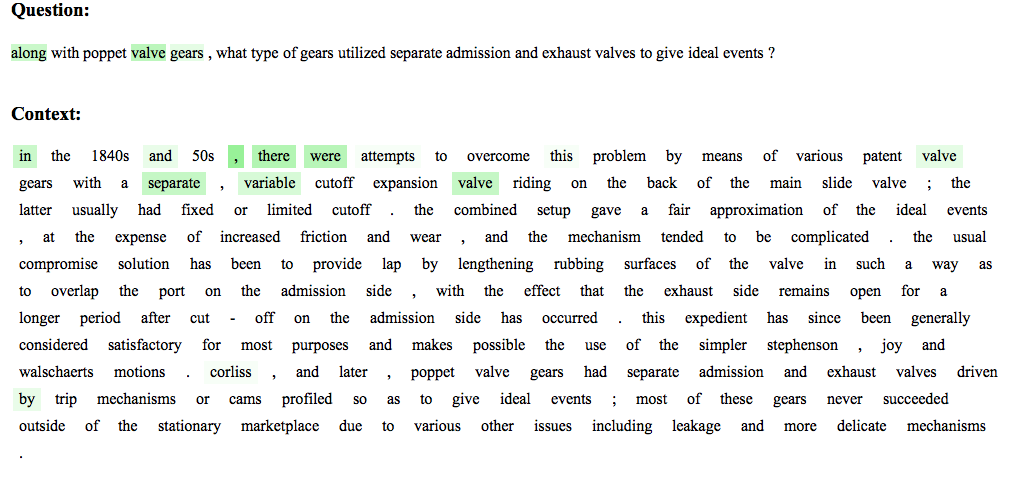 Question:
along with poppet valve gears , what type of gears utilized separate admission and exhaust valves to give ideal events ?
Context:
in the 1840s and 50s , there were attempts to overcome this problem by means of various patent valve
gears with a separate , variable cutoff expansion valve riding on the back of the main slide valve ; the
latter usually had fixed or limited cutoff . the combined setup gave a fair approximation of the ideal events
, at the expense of increased friction and wear , and the mechanism tended to be complicated . the usual
compromise solution has been to provide lap by lengthening rubbing surfaces of the valve in such a way as
to overlap the port on the admission side , with the effect that the exhaust side remains open for a
longer period after cut - off on the admission side has occurred . this expedient has since been generally
considered satisfactory for most purposes and makes possible the use of the simpler stephenson , joy and
walschaerts motions . corliss , and later , poppet valve gears had separate admission and exhaust valves driven
by trip mechanisms or cams profiled so as to give ideal events ; most of these gears never succeeded
outside of the stationary marketplace due to various other issues including leakage and more delicate mechanisms
.